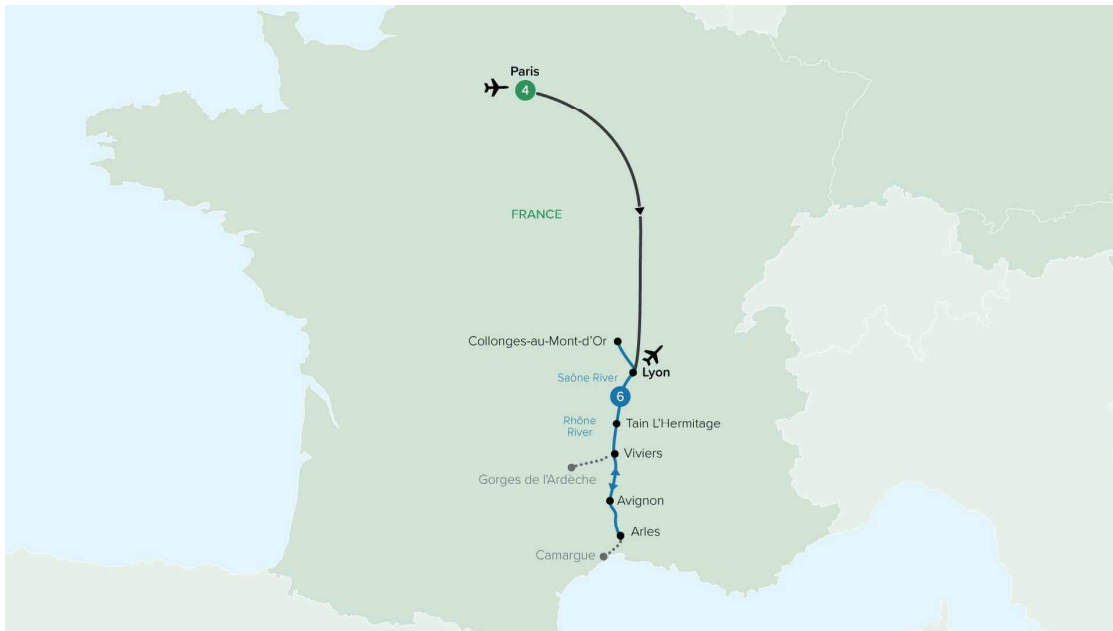 Paris
4
FRANCE
Collonges-au-Mont-d'Or
Lyon
Saône River
6
Rhône
River
Tain L'Hermitage
Viviers
Gorges de l'Ardèche
Avignon
Arles
Camargue